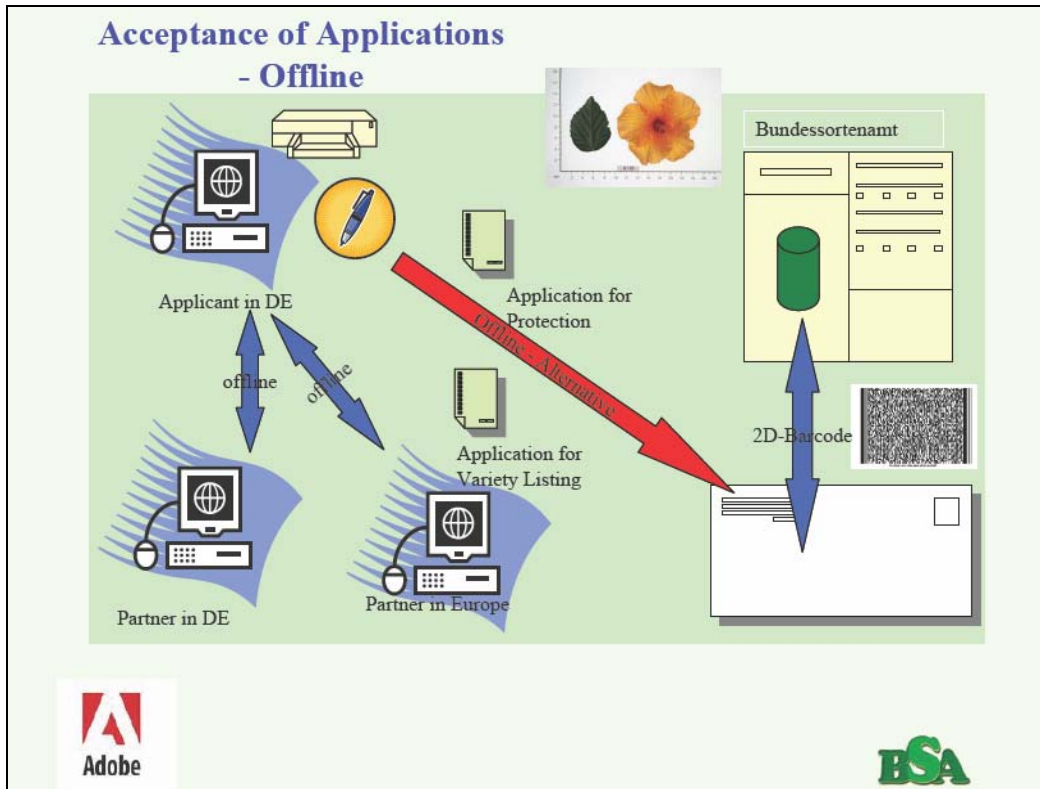 Acceptance of Applications
- Offline
Bundessortenamt
Applicant in DE
Application for
Protection
Offline - Alternative
offline
offline
Application for
Variety Listing
2D-Barcode
Partner in DE
Partner in Europe
Adobe
BSA